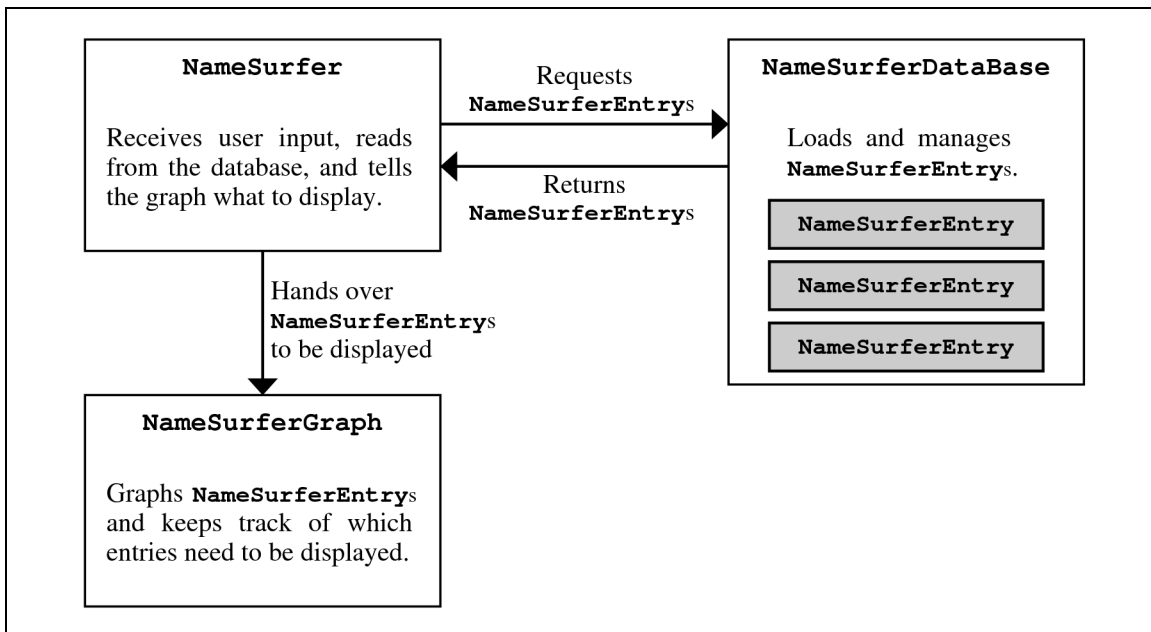 NameSurfer
Receives user input, reads
from the database, and tells
the graph what to display.
Requests
NameSurferEntrys
Returns
NameSurferEntrys
NameSurferDataBase
Loads and manages
NameSurferEntrys.
NameSurferEntry
NameSurferEntry
NameSurferEntry
Hands over
NameSurferEntrys
to be displayed
NameSurferGraph
Graphs NameSurferEntrys
and keeps track of which
entries need to be displayed.